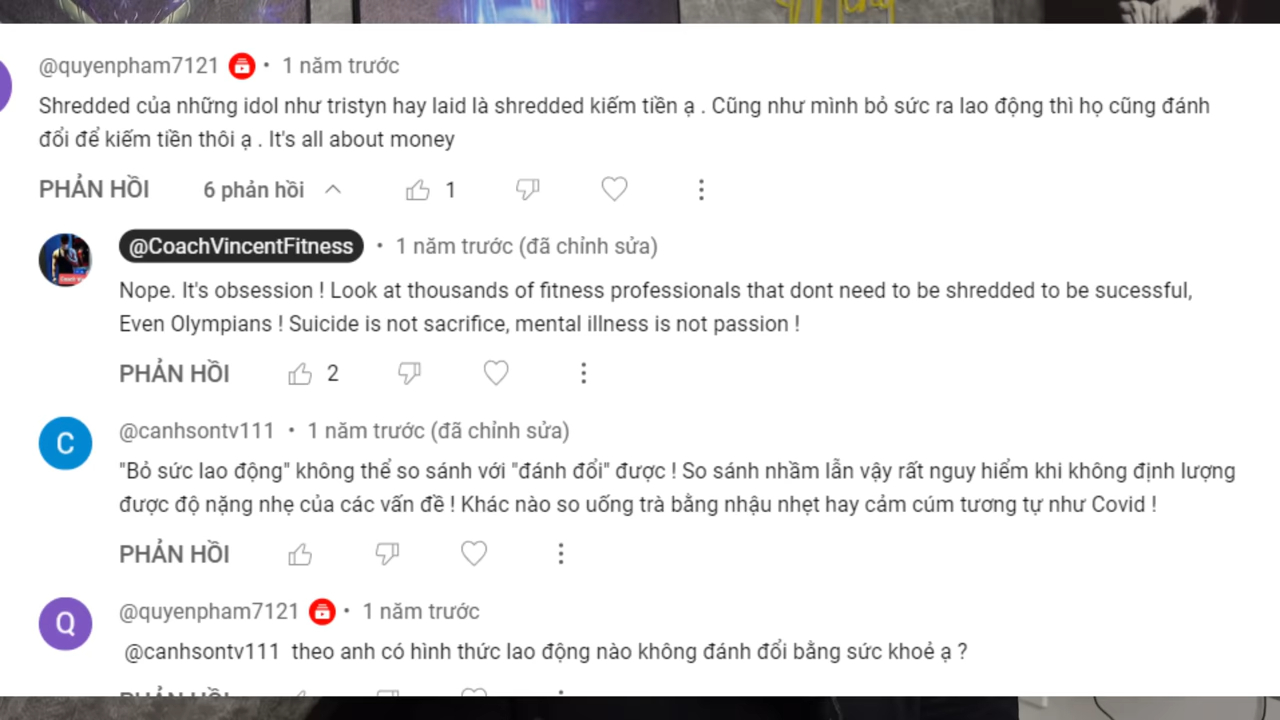 @quyenpham7121 • 1 năm trước
Shredded của những idol như tristyn hay laid là shredded kiếm tiền ạ . Cũng như mình bỏ sức ra lao động thì họ cũng đánh
đổi để kiếm tiền thôi ạ . It's all about money
PHẢN HỒI 6 phản hồi 1
@CoachVincentFitness • 1 năm trước (đã chỉnh sửa)
Nope. It's obsession ! Look at thousands of fitness professionals that dont need to be shredded to be sucessful,
Even Olympians ! Suicide is not sacrifice, mental illness is not passion !
PHẢN HỒI 2
C
@canhsontv111 • 1 năm trước (đã chỉnh sửa)
"Bỏ sức lao động" không thể so sánh với "đánh đổi" được ! So sánh nhầm lẫn vậy rất nguy hiểm khi không định lượng
được độ nặng nhẹ của các vấn đề ! Khác nào so uống trà bằng nhậu nhẹt hay cảm cúm tương tự như Covid !
PHẢN HỒI
Q
@quyenpham7121 • 1 năm trước
@canhsontv111 theo anh có hình thức lao động nào không đánh đổi bằng sức khoẻ ạ ?
PHẢN HỒI